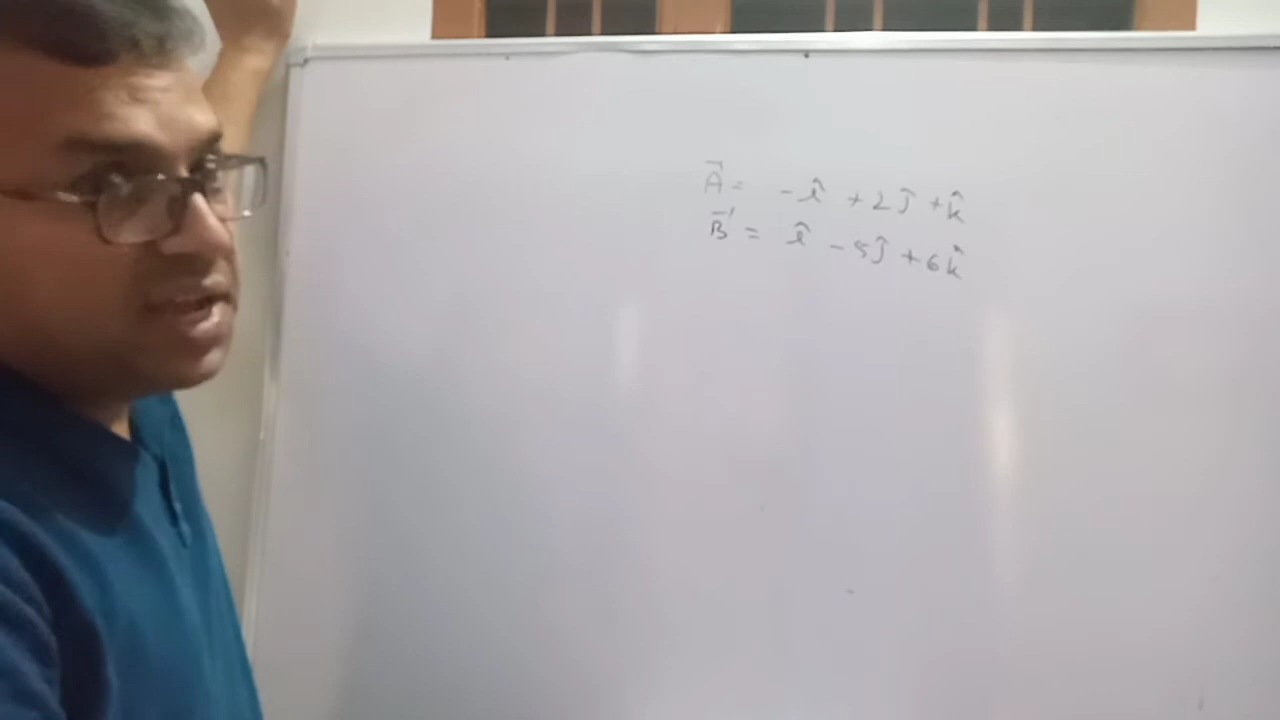 A⃗ = -î + 2ĵ + k̂
B⃗ = î - 5ĵ + 6k̂